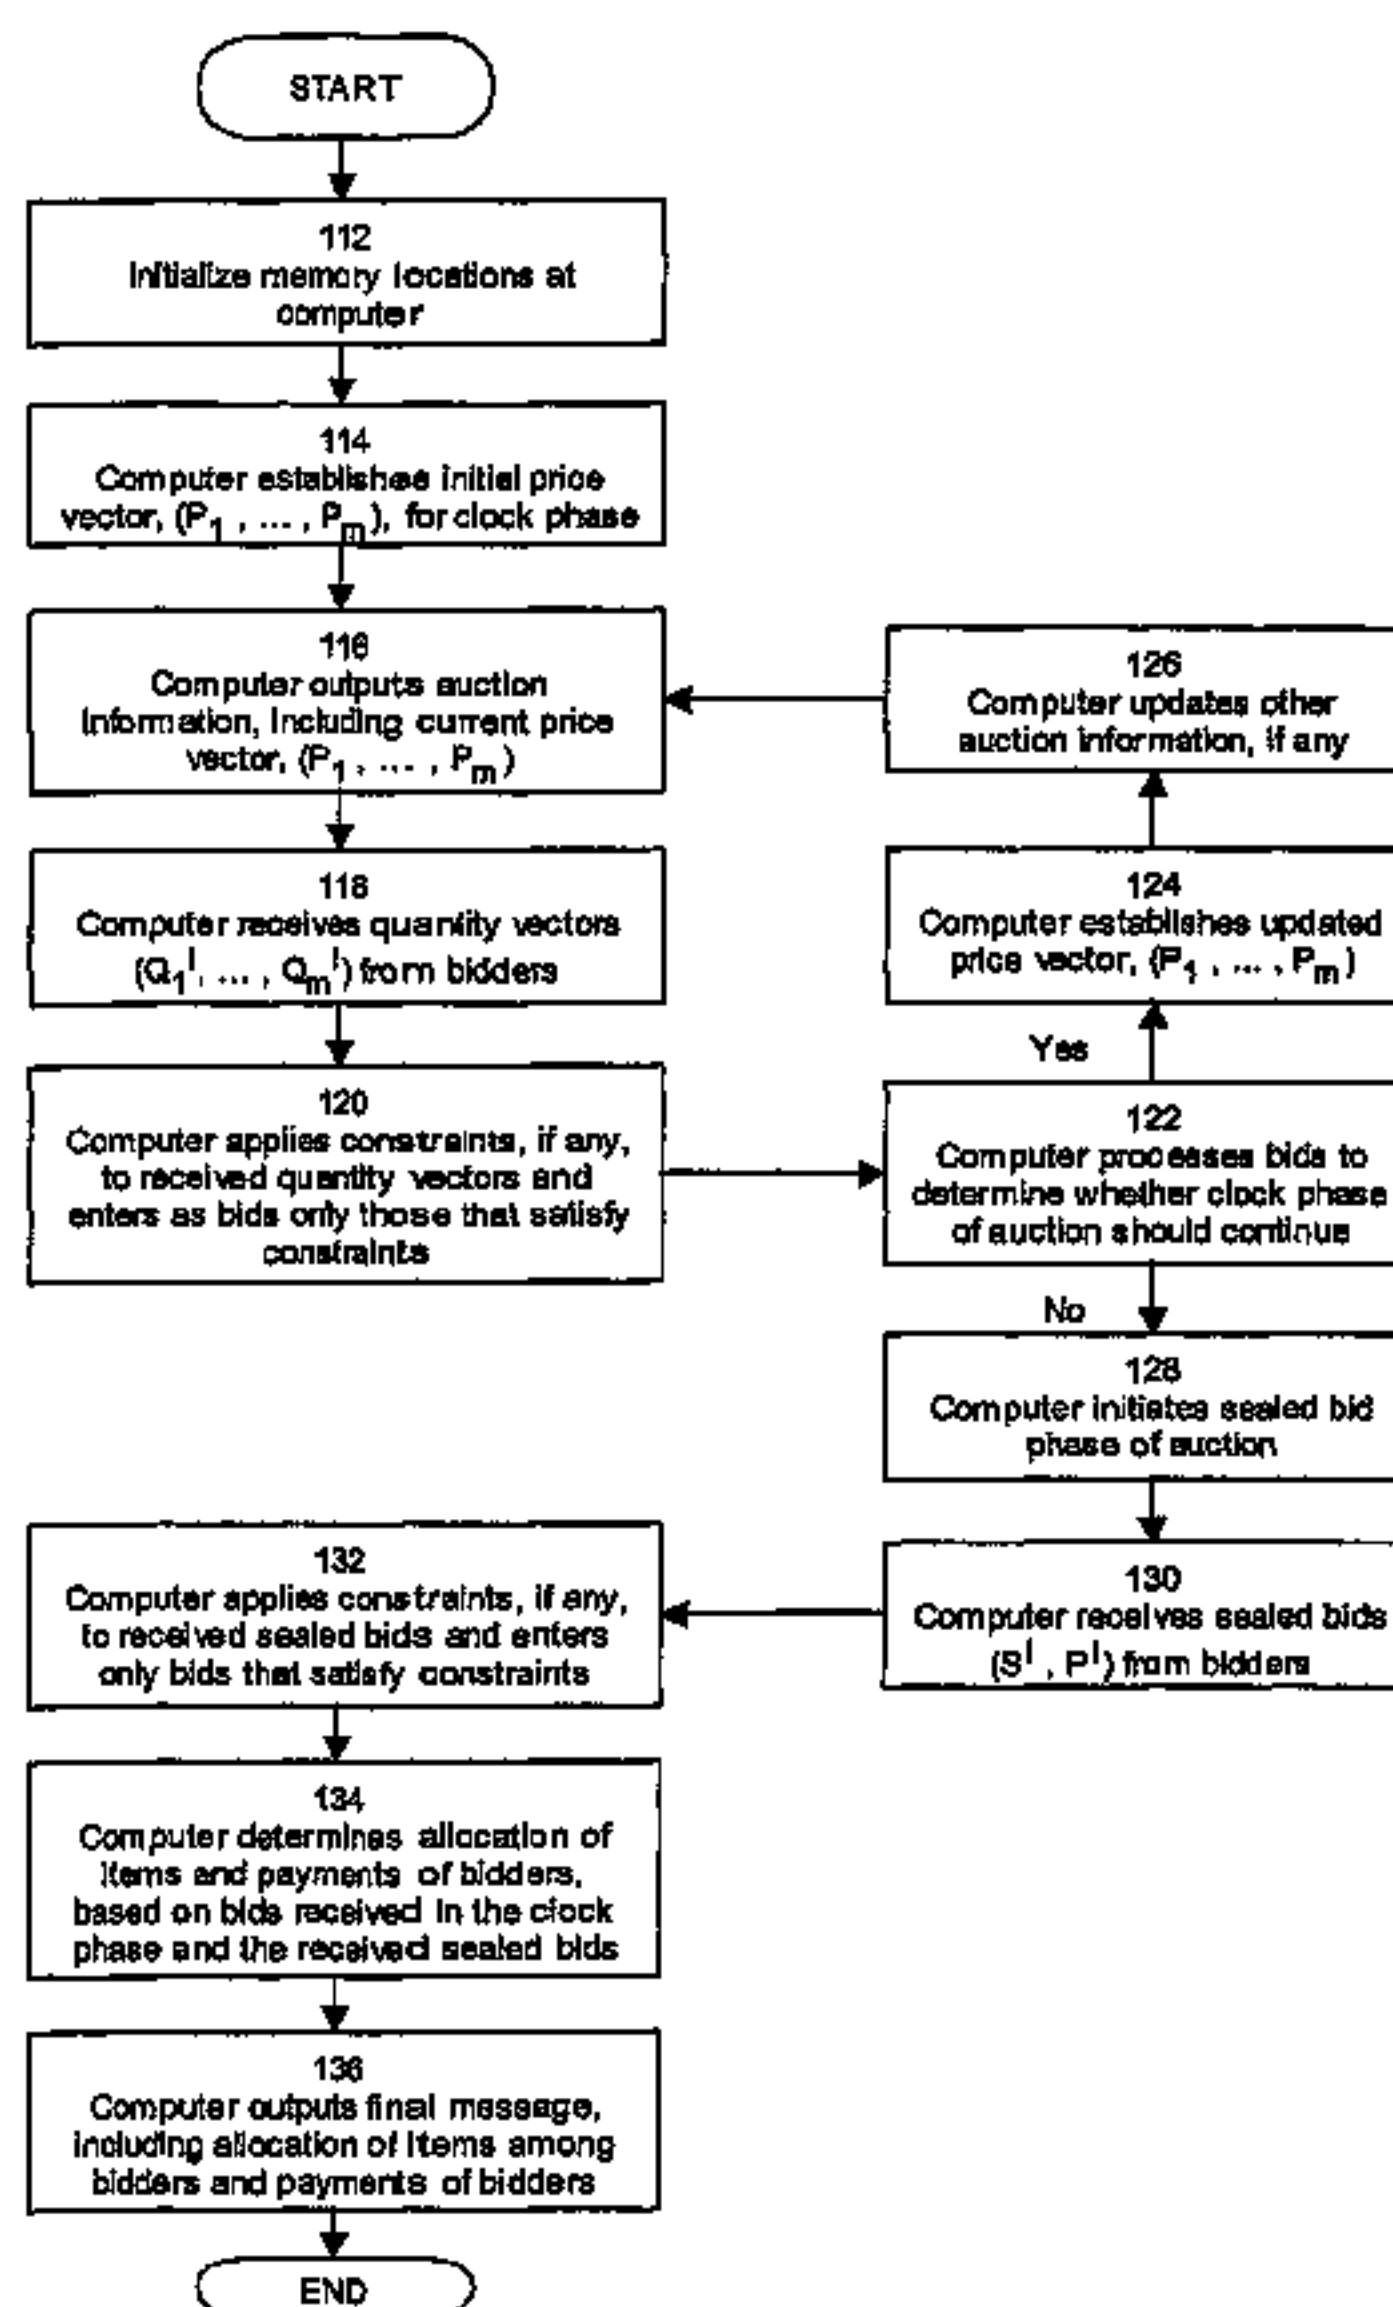 START
112
Initialize memory locations at
computer
114
Computer establishes initial price
vector, (P1 , ... , Pm), for clock phase
116
Computer outputs auction
information, including current price
vector, (P1 , ... , Pm)
118
Computer receives quantity vectors
(Q1^i, ... , Qm^i) from bidders
120
Computer applies constraints, if any,
to received quantity vectors and
enters as bids only those that satisfy
constraints
126
Computer updates other
auction information, if any
124
Computer establishes updated
price vector, (P1 , ... , Pm)
Yes
122
Computer processes bids to
determine whether clock phase
of auction should continue
No
128
Computer initiates sealed bid
phase of auction
130
Computer receives sealed bids
(S^i , P^i) from bidders
132
Computer applies constraints, if any,
to received sealed bids and enters
only bids that satisfy constraints
134
Computer determines allocation of
items and payments of bidders,
based on bids received in the clock
phase and the received sealed bids
136
Computer outputs final message,
including allocation of items among
bidders and payments of bidders
END